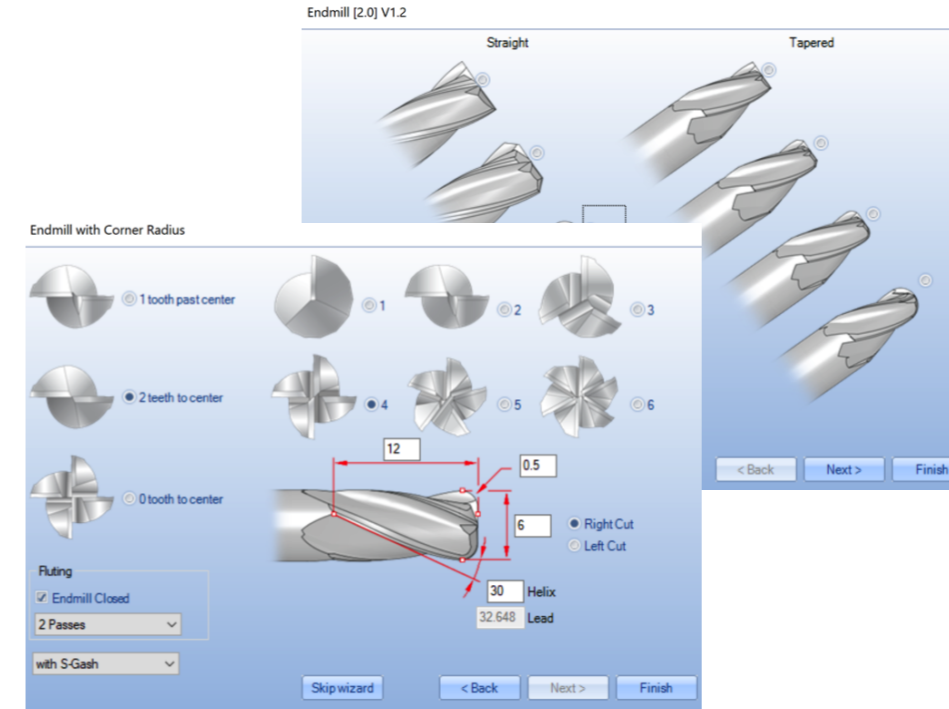 Endmill [2.0] V1.2
Straight
Tapered
< Back
Next >
Finish
Endmill with Corner Radius
1 tooth past center
1
2
3
2 teeth to center
4
5
6
0 tooth to center
12
0.5
6
Right Cut
Left Cut
30 Helix
32.648 Lead
Fluting
Endmill Closed
2 Passes
with S-Gash
Skip wizard
< Back
Next >
Finish